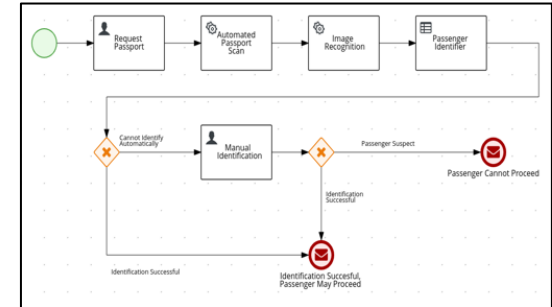 Request
Passport
Automated
Passport
Scan
Image
Recognition
Passenger
Identifier
Cannot Identify
Automatically
Manual
Identification
Passenger Suspect
Passenger Cannot Proceed
Identification
Successful
Identification Successful
Identification Succesful,
Passenger May Proceed